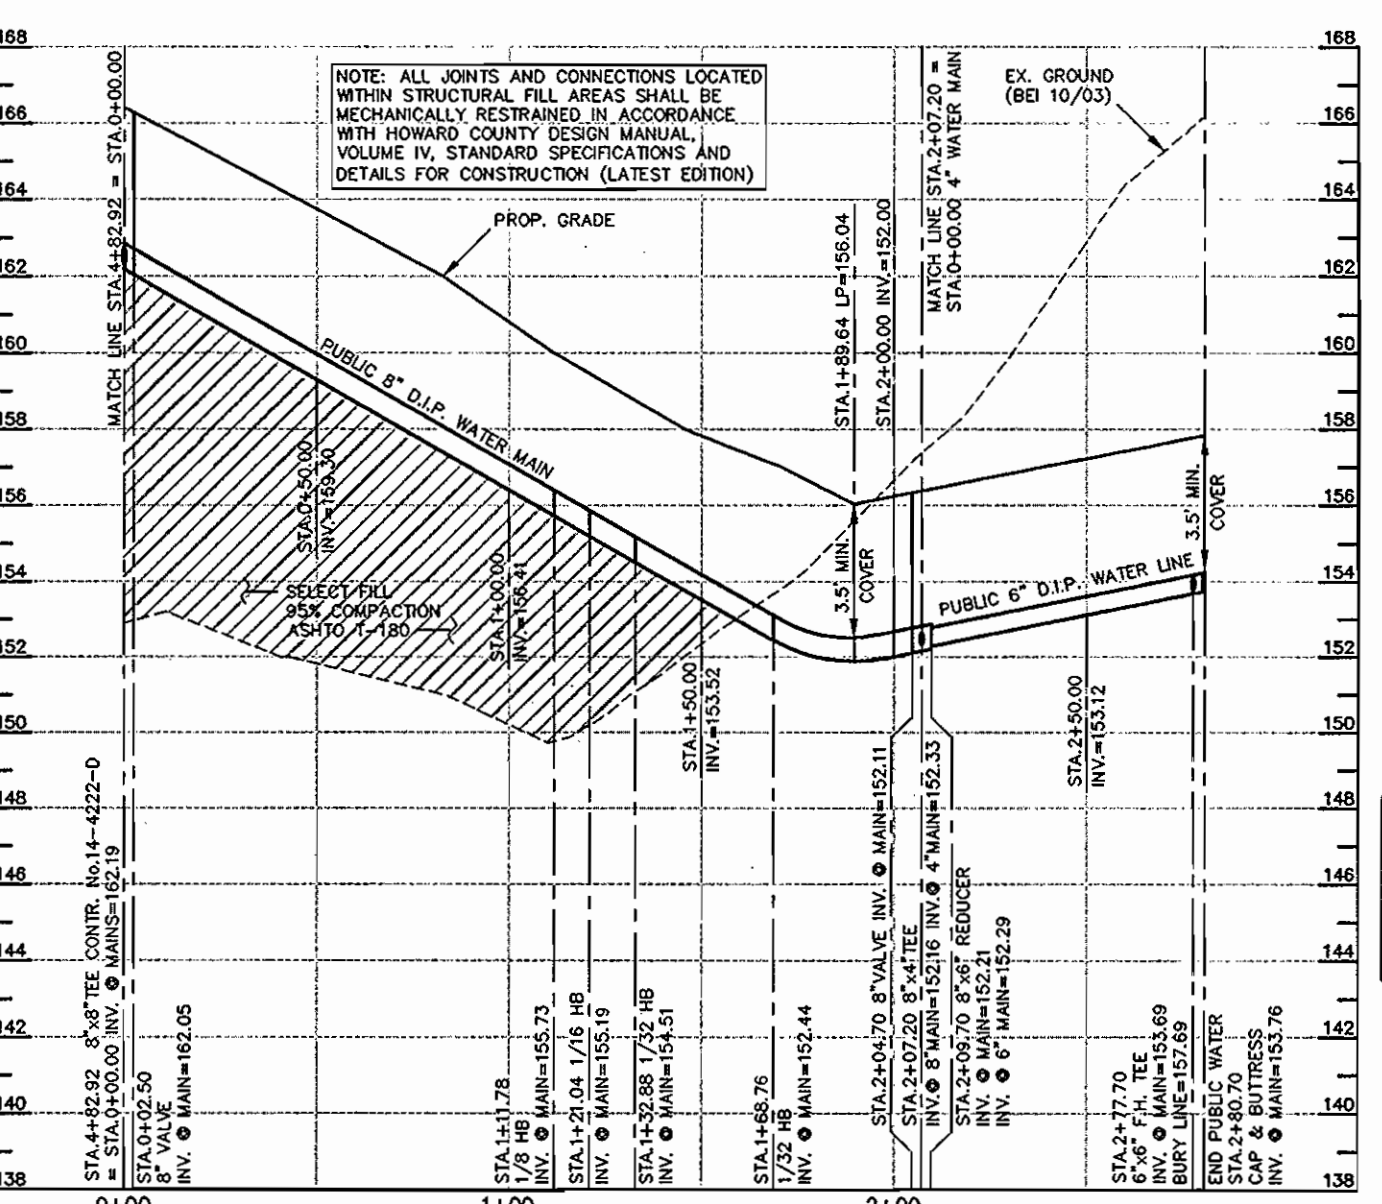 168
166
164
162
160
158
156
154
152
150
148
146
144
142
140
138
MATCH LINE STA.4+82.92 = STA.0+00.00
NOTE: ALL JOINTS AND CONNECTIONS LOCATED
WITHIN STRUCTURAL FILL AREAS SHALL BE
MECHANICALLY RESTRAINED IN ACCORDANCE
WITH HOWARD COUNTY DESIGN MANUAL,
VOLUME IV, STANDARD SPECIFICATIONS AND
DETAILS FOR CONSTRUCTION (LATEST EDITION)
PROP. GRADE
PUBLIC 8" D.I.P. WATER MAIN
STA.0+50.00
INV.=159.30
SELECT FILL
95% COMPACTION
ASHTO T-180
STA.1+00.00
INV.=156.41
STA.1+50.00
INV.=153.52
STA.1+89.64 LP=156.04
STA.2+00.00 INV.=152.00
MATCH LINE STA.2+07.20 =
STA.0+00.00 4" WATER MAIN
EX. GROUND
(BEI 10/03)
3.5' MIN.
COVER
PUBLIC 6" D.I.P. WATER LINE
3.5' MIN.
COVER
STA.2+50.00
INV.=153.12
STA.4+82.92 8"x8"TEE CONTR. No.14-4222-D
= STA.0+00.00 INV. @ MAINS=162.19
STA.0+02.50
8" VALVE
INV. @ MAIN=162.05
STA.1+11.78
1/8 HB
INV. @ MAIN=155.73
STA.1+21.04 1/16 HB
INV. @ MAIN=155.19
STA.1+32.88 1/32 HB
INV. @ MAIN=154.51
STA.1+68.76
1/32 HB
INV. @ MAIN=152.44
STA.2+04.70 8"VALVE INV. @ MAIN=152.11
STA.2+07.20 8"x4"TEE
INV.@ 8"MAIN=152.16 INV.@ 4"MAIN=152.33
STA.2+09.70 8"x6" REDUCER
INV. @ MAIN=152.21
INV. @ 6" MAIN=152.29
STA.2+77.70
6"x6" F.H. TEE
INV. @ MAIN=153.69
BURY LINE=157.69
END PUBLIC WATER
STA.2+80.70
CAP & BUTTRESS
INV. @ MAIN=153.76
168
166
164
162
160
158
156
154
152
150
148
146
144
142
140
138
0+00
1+00
2+00